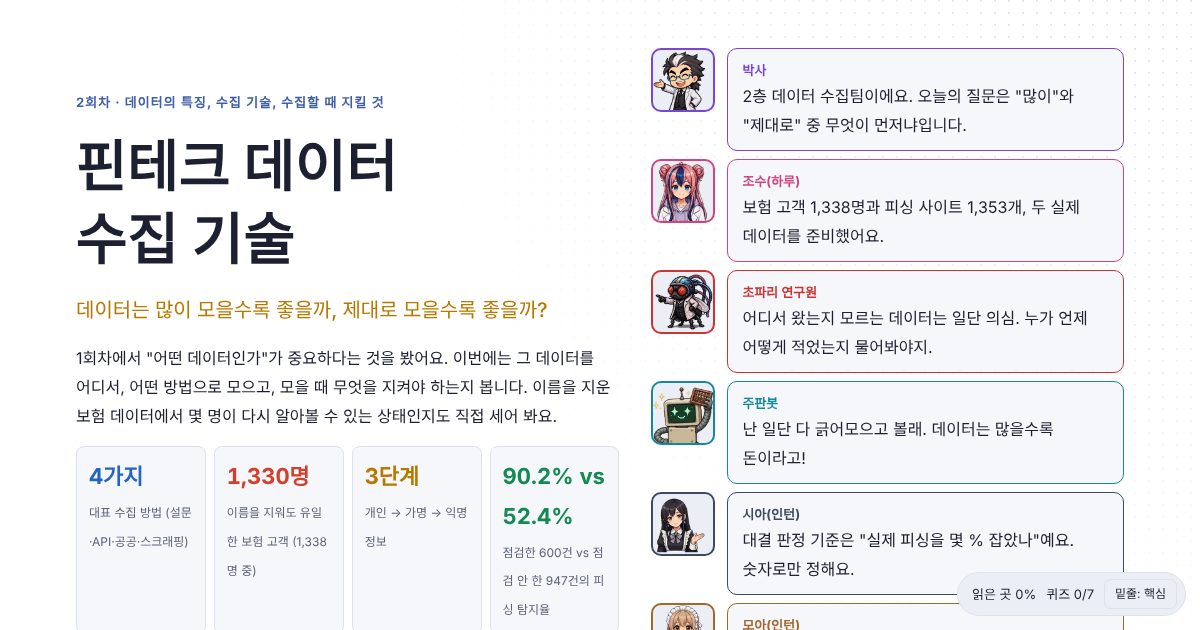 2회차 · 데이터의 특징, 수집 기술, 수집할 때 지킬 것
핀테크 데이터
수집 기술
데이터는 많이 모을수록 좋을까, 제대로 모을수록 좋을까?
1회차에서 "어떤 데이터인가"가 중요하다는 것을 봤어요. 이번에는 그 데이터를
어디서, 어떤 방법으로 모으고, 모을 때 무엇을 지켜야 하는지 봅니다. 이름을 지운
보험 데이터에서 몇 명이 다시 알아볼 수 있는 상태인지도 직접 세어 봐요.
4가지
대표 수집 방법 (설문
·API·공공·스크래핑)
1,330명
이름을 지워도 유일
한 보험 고객 (1,338
명 중)
3단계
개인 → 가명 → 익명
정보
90.2% vs
52.4%
점검한 600건 vs 점
검 안 한 947건의 피
싱 탐지율
박사
2층 데이터 수집팀이에요. 오늘의 질문은 "많이"와
"제대로" 중 무엇이 먼저냐입니다.
조수(하루)
보험 고객 1,338명과 피싱 사이트 1,353개, 두 실제
데이터를 준비했어요.
초파리 연구원
어디서 왔는지 모르는 데이터는 일단 의심. 누가 언제
어떻게 적었는지 물어봐야지.
주판봇
난 일단 다 긁어모으고 볼래. 데이터는 많을수록
돈이라고!
시아(인턴)
대결 판정 기준은 "실제 피싱을 몇 % 잡았나"예요.
숫자로만 정해요.
모아(인턴)
읽은 곳 0% 퀴즈 0/7 밑줄: 핵심